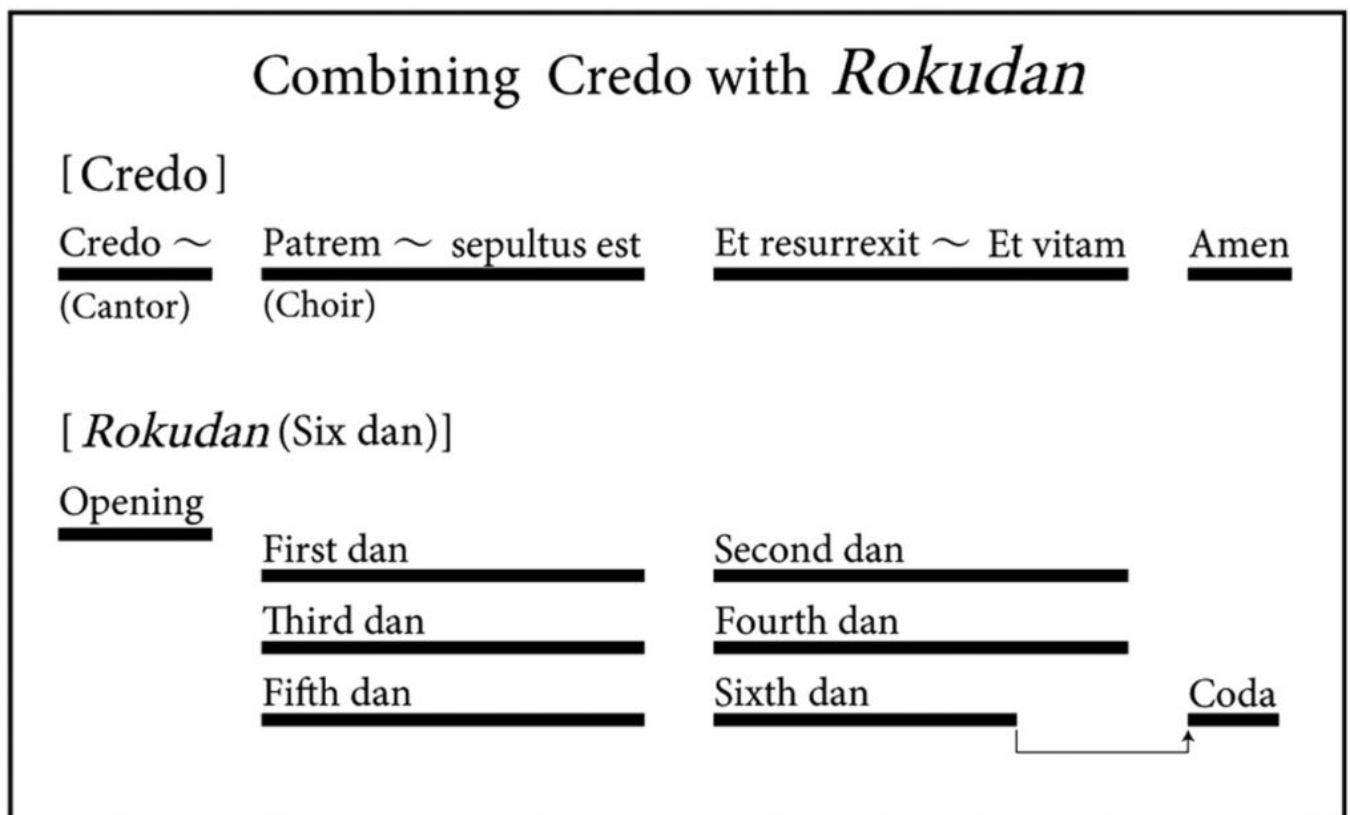 Combining Credo with Rokudan
[Credo]
Credo ～ Patrem ～ sepultus est Et resurrexit ～ Et vitam Amen
(Cantor) (Choir)
[Rokudan (Six dan)]
Opening
First dan Second dan
Third dan Fourth dan
Fifth dan Sixth dan Coda